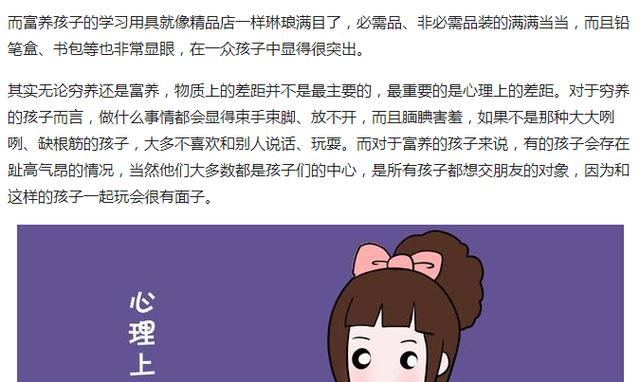 而富养孩子的学习用具就像精品店一样琳琅满目了，必需品、非必需品装的满满当当，而且铅
笔盒、书包等也非常显眼，在一众孩子中显得很突出。
其实无论穷养还是富养，物质上的差距并不是最主要的，最重要的是心理上的差距。对于穷养
的孩子而言，做什么事情都会显得束手束脚、放不开，而且腼腆害羞，如果不是那种大大咧
咧、缺根筋的孩子，大多不喜欢和别人说话、玩耍。而对于富养的孩子来说，有的孩子会存在
趾高气昂的情况，当然他们大多数都是孩子们的中心，是所有孩子都想交朋友的对象，因为和
这样的孩子一起玩会很有面子。
心理上